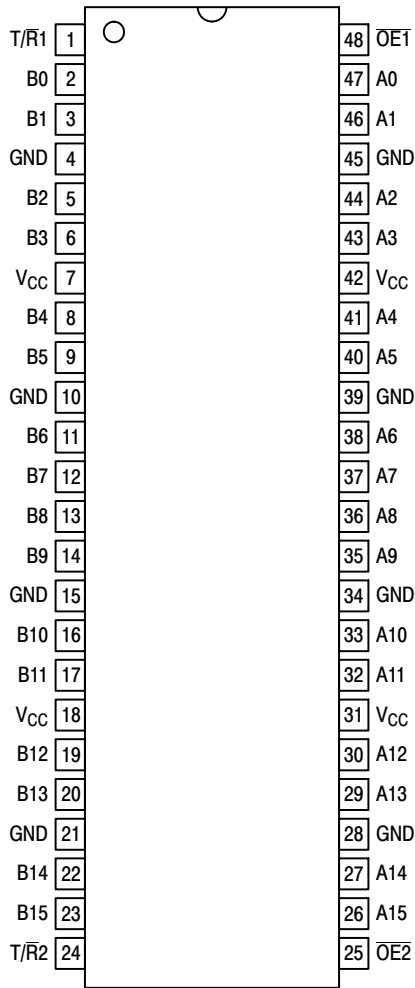 T/R̅1 1 48 O̅E̅1̅
B0 2 47 A0
B1 3 46 A1
GND 4 45 GND
B2 5 44 A2
B3 6 43 A3
VCC 7 42 VCC
B4 8 41 A4
B5 9 40 A5
GND 10 39 GND
B6 11 38 A6
B7 12 37 A7
B8 13 36 A8
B9 14 35 A9
GND 15 34 GND
B10 16 33 A10
B11 17 32 A11
VCC 18 31 VCC
B12 19 30 A12
B13 20 29 A13
GND 21 28 GND
B14 22 27 A14
B15 23 26 A15
T/R̅2 24 25 O̅E̅2̅